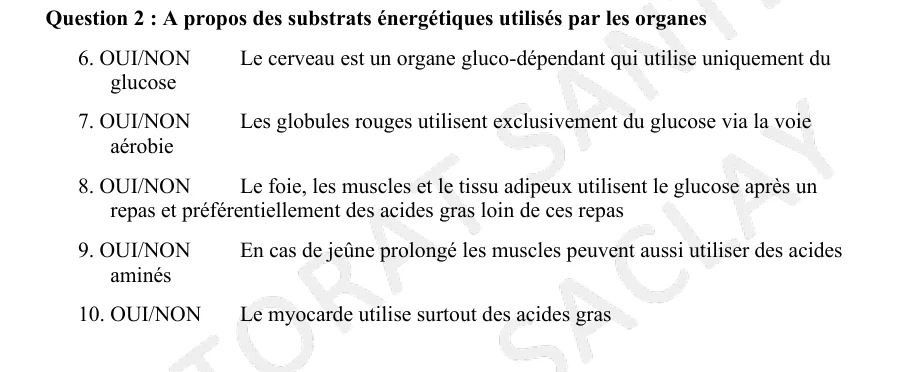 Question 2 : A propos des substrats énergétiques utilisés par les organes
6. OUI/NON Le cerveau est un organe gluco-dépendant qui utilise uniquement du
glucose
7. OUI/NON Les globules rouges utilisent exclusivement du glucose via la voie
aérobie
8. OUI/NON Le foie, les muscles et le tissu adipeux utilisent le glucose après un
repas et préférentiellement des acides gras loin de ces repas
9. OUI/NON En cas de jeûne prolongé les muscles peuvent aussi utiliser des acides
aminés
10. OUI/NON Le myocarde utilise surtout des acides gras
TORAT SANT
SACLAY